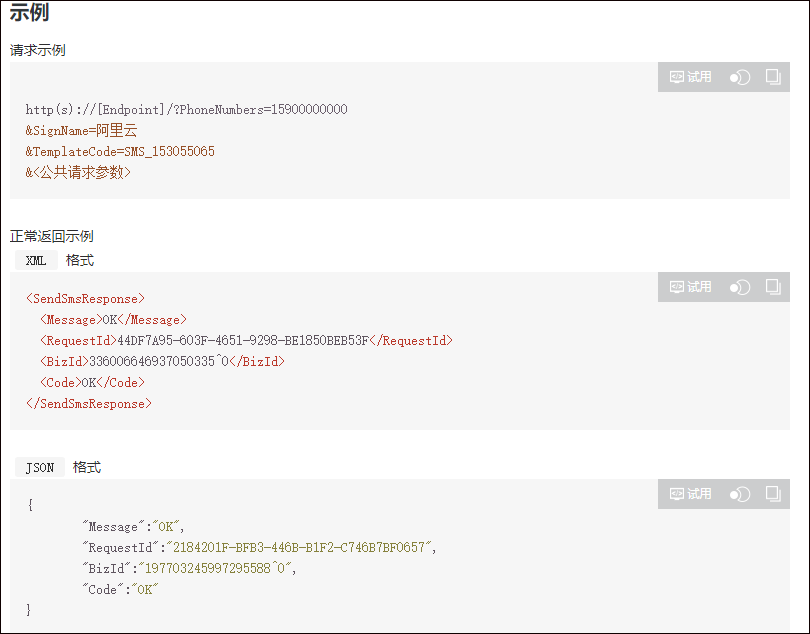 示例
请求示例
试用
http(s)://[Endpoint]/?PhoneNumbers=15900000000
&SignName=阿里云
&TemplateCode=SMS_153055065
&<公共请求参数>
正常返回示例
XML 格式
试用
<SendSmsResponse>
<Message>OK</Message>
<RequestId>44DF7A95-603F-4651-9298-BE1850BEB53F</RequestId>
<BizId>336006646937050335^0</BizId>
<Code>OK</Code>
</SendSmsResponse>
JSON 格式
试用
{
"Message":"OK",
"RequestId":"2184201F-BFB3-446B-B1F2-C746B7BF0657",
"BizId":"197703245997295588^0",
"Code":"OK"
}